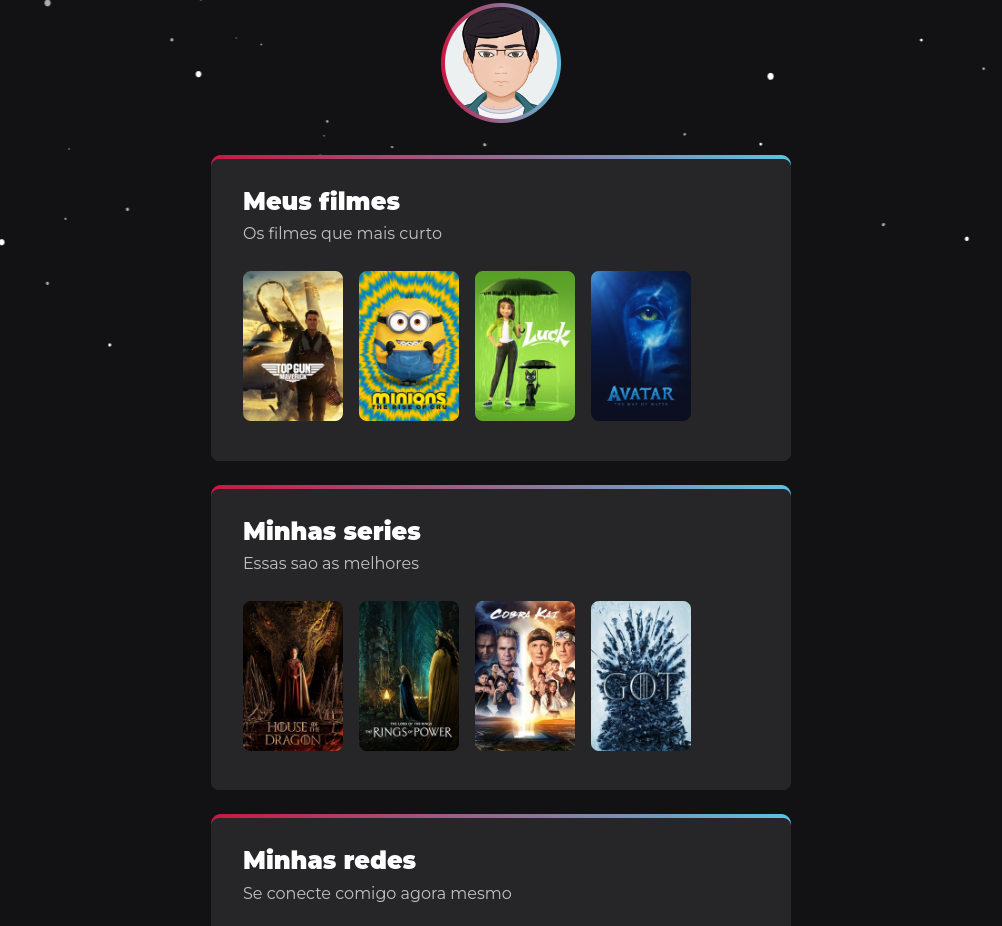 Meus filmes
Os filmes que mais curto
TOP GUN
MAVERICK
MINIONS
THE RISE OF GRU
Luck
AVATAR
THE WAY OF WATER
Minhas series
Essas sao as melhores
HOUSE OF THE
DRAGON
THE LORD OF THE RINGS
THE RINGS OF POWER
COBRA KAI
GOT
Minhas redes
Se conecte comigo agora mesmo